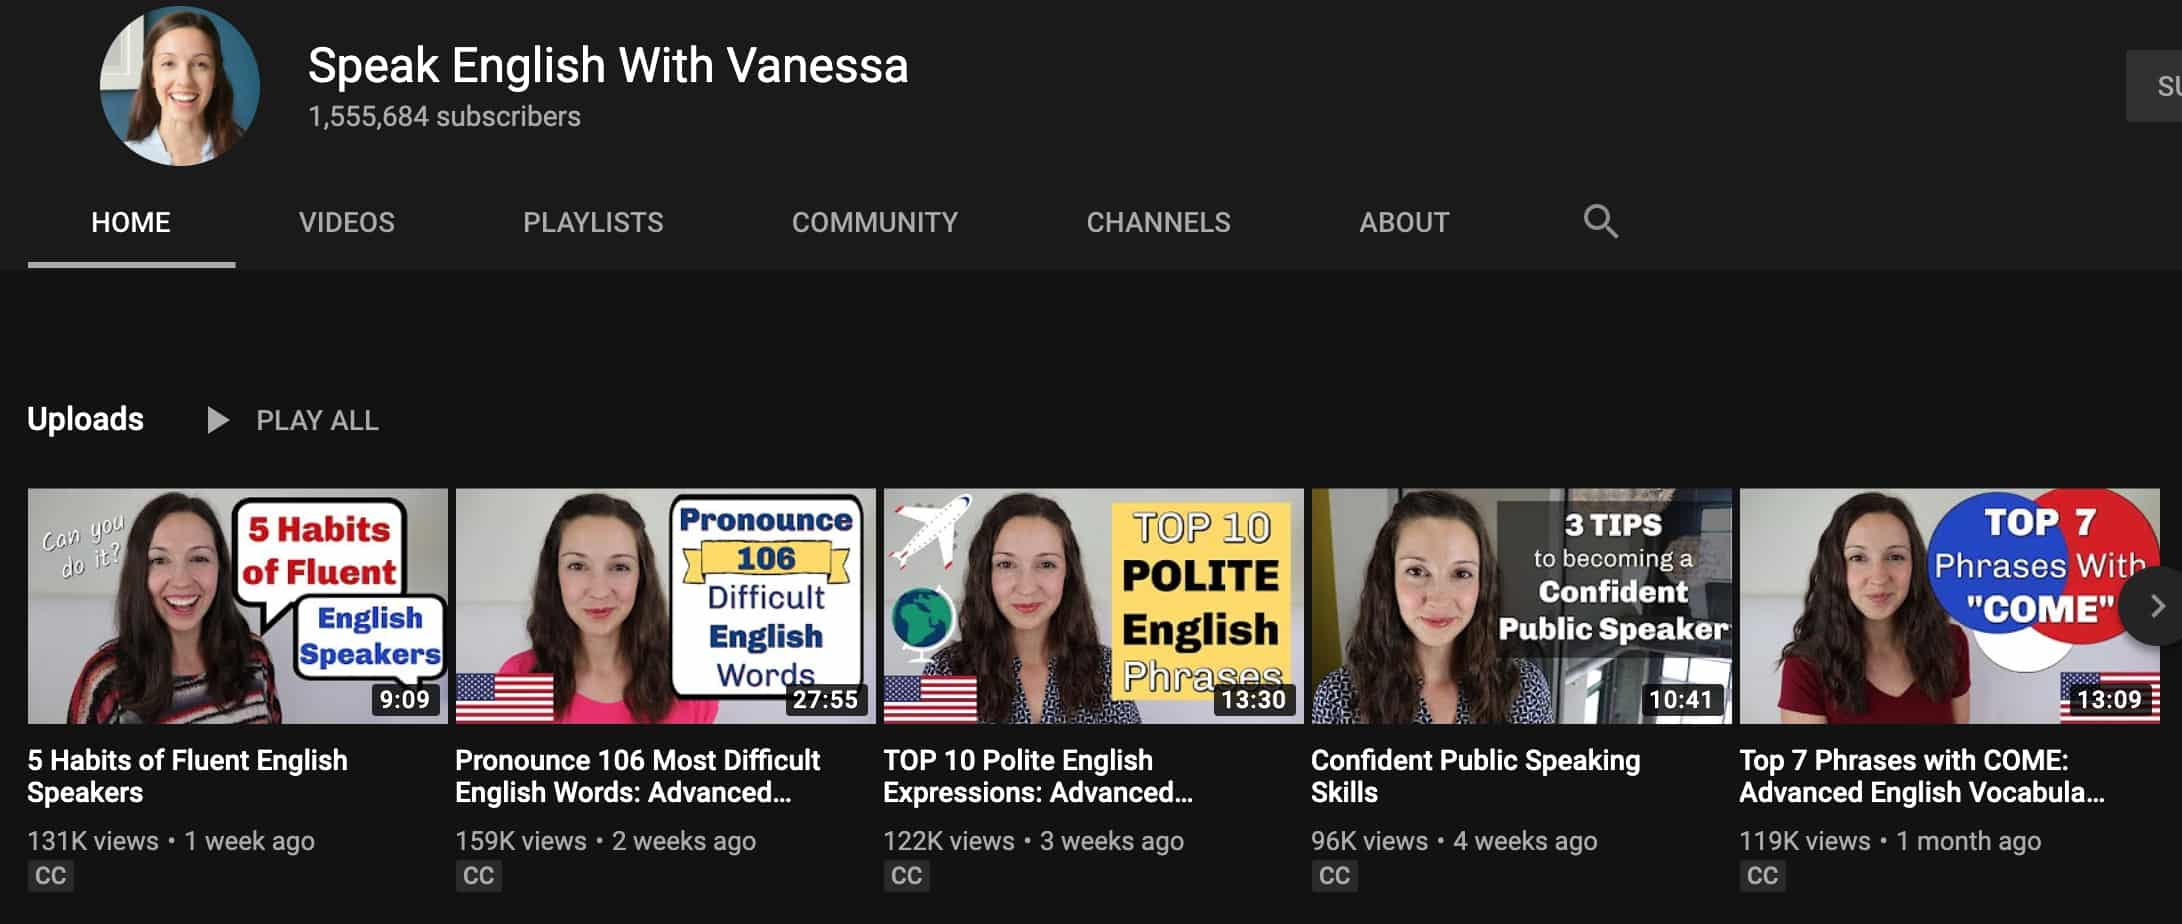 Speak English With Vanessa
1,555,684 subscribers
SU
HOME VIDEOS PLAYLISTS COMMUNITY CHANNELS ABOUT
Uploads PLAY ALL
Can you
do it?
5 Habits
of Fluent
English
Speakers
9:09
Pronounce
106
Difficult
English
Words
27:55
TOP 10
POLITE
English
Phrases
13:30
3 TIPS
to becoming a
Confident
Public Speaker
10:41
TOP 7
Phrases With
"COME"
13:09
5 Habits of Fluent English
Speakers
131K views • 1 week ago
CC
Pronounce 106 Most Difficult
English Words: Advanced...
159K views • 2 weeks ago
CC
TOP 10 Polite English
Expressions: Advanced...
122K views • 3 weeks ago
CC
Confident Public Speaking
Skills
96K views • 4 weeks ago
CC
Top 7 Phrases with COME:
Advanced English Vocabula...
119K views • 1 month ago
CC